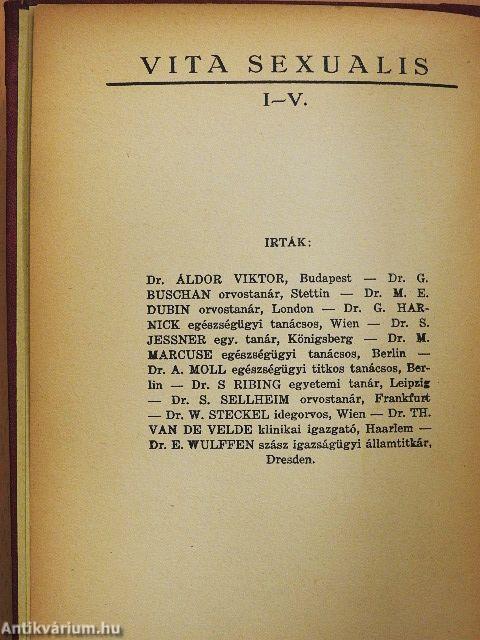 VITA SEXUALIS
I—V.
IRTÁK:
Dr. ÁLDOR VIKTOR, Budapest — Dr. G.
BUSCHAN orvostanár, Stettin — Dr. M. E.
DUBIN orvostanár, London — Dr. G. HAR-
NICK egészségügyi tanácsos, Wien — Dr. S.
JESSNER egy. tanár, Königsberg — Dr. M.
MARCUSE egészségügyi tanácsos, Berlin —
Dr. A. MOLL egészségügyi titkos tanácsos, Ber-
lin — Dr. S RIBING egyetemi tanár, Leipzig
— Dr. S. SELLHEIM orvostanár, Frankfurt
— Dr. W. STECKEL idegorvos, Wien — Dr. TH.
VAN DE VELDE klinikai igazgató, Haarlem —
Dr. E. WULFFEN szász igazságügyi államtitkár,
Dresden.
Antikvárium.hu